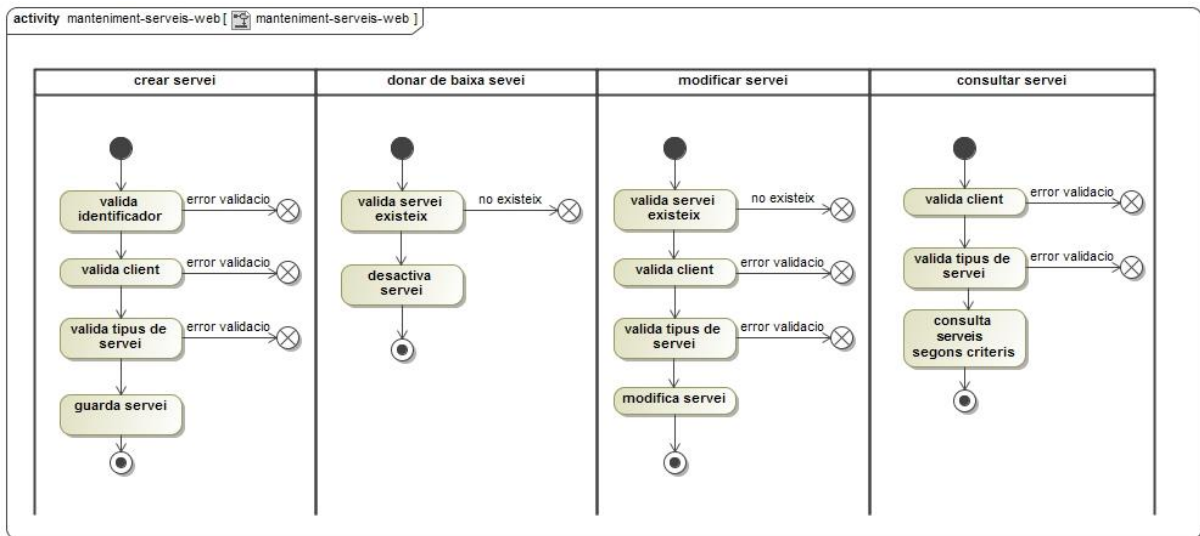 activity manteniment-serveis-web [ manteniment-serveis-web ]
crear servei
donar de baixa sevei
modificar servei
consultar servei
valida
identificador
error validacio
valida client
error validacio
valida tipus de
servei
error validacio
guarda servei
valida servei
existeix
no existeix
desactiva
servei
valida servei
existeix
no existeix
valida client
error validacio
valida tipus de
servei
error validacio
modifica servei
valida client
error validacio
valida tipus de
servei
error validacio
consulta
serveis
segons criteris